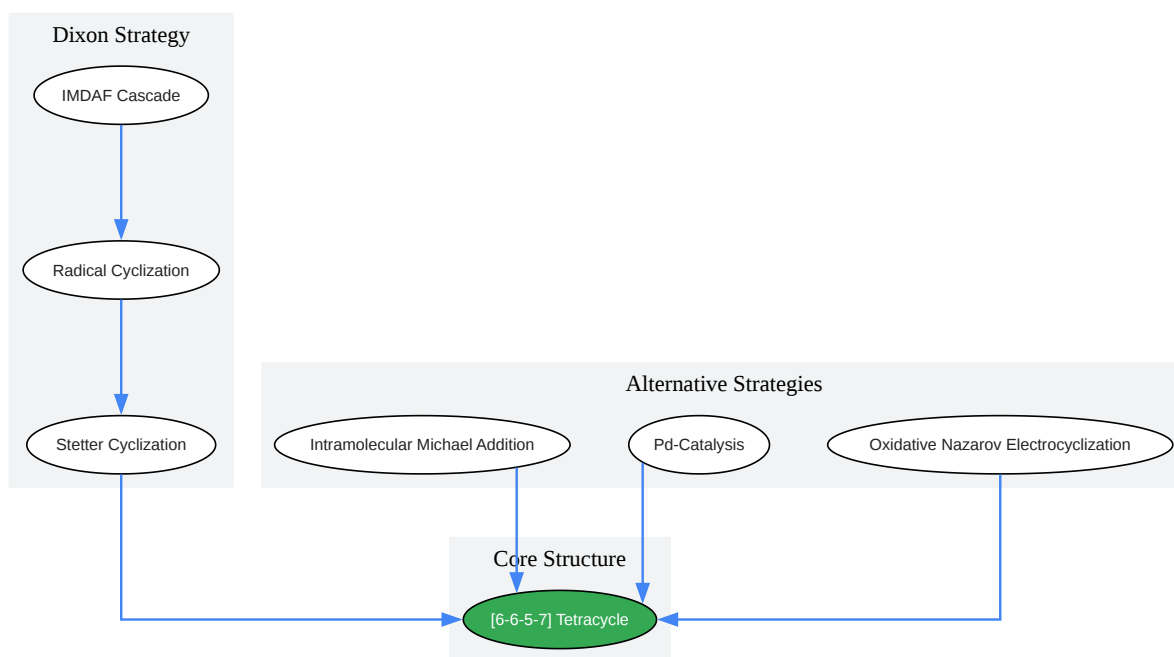 Dixon Strategy
IMDAF Cascade
Radical Cyclization
Stetter Cyclization
Alternative Strategies
Intramolecular Michael Addition
Pd-Catalysis
Oxidative Nazarov Electrocyclization
Core Structure
[6-6-5-7] Tetracycle